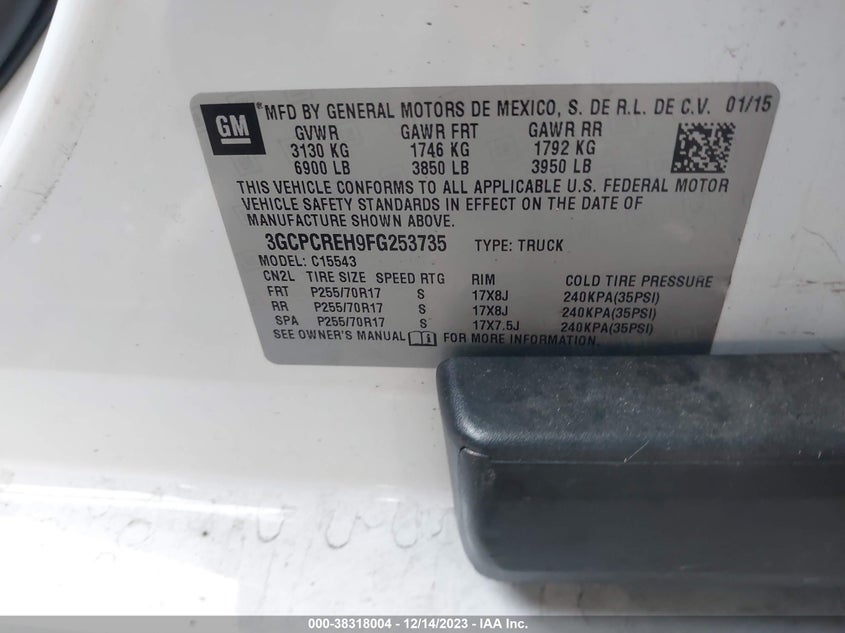 GM ® MFD BY GENERAL MOTORS DE MEXICO, S. DE R.L. DE C.V. 01/15
GVWR GAWR FRT GAWR RR
3130 KG 1746 KG 1792 KG
6900 LB 3850 LB 3950 LB
THIS VEHICLE CONFORMS TO ALL APPLICABLE U.S. FEDERAL MOTOR
VEHICLE SAFETY STANDARDS IN EFFECT ON THE DATE OF
MANUFACTURE SHOWN ABOVE.
3GCPCREH9FG253735 TYPE: TRUCK
MODEL: C15543
CN2L TIRE SIZE SPEED RTG RIM COLD TIRE PRESSURE
FRT P255/70R17 S 17X8J 240KPA(35PSI)
RR P255/70R17 S 17X8J 240KPA(35PSI)
SPA P255/70R17 S 17X7.5J 240KPA(35PSI)
SEE OWNER'S MANUAL FOR MORE INFORMATION.
000-38318004 - 12/14/2023 - IAA Inc.